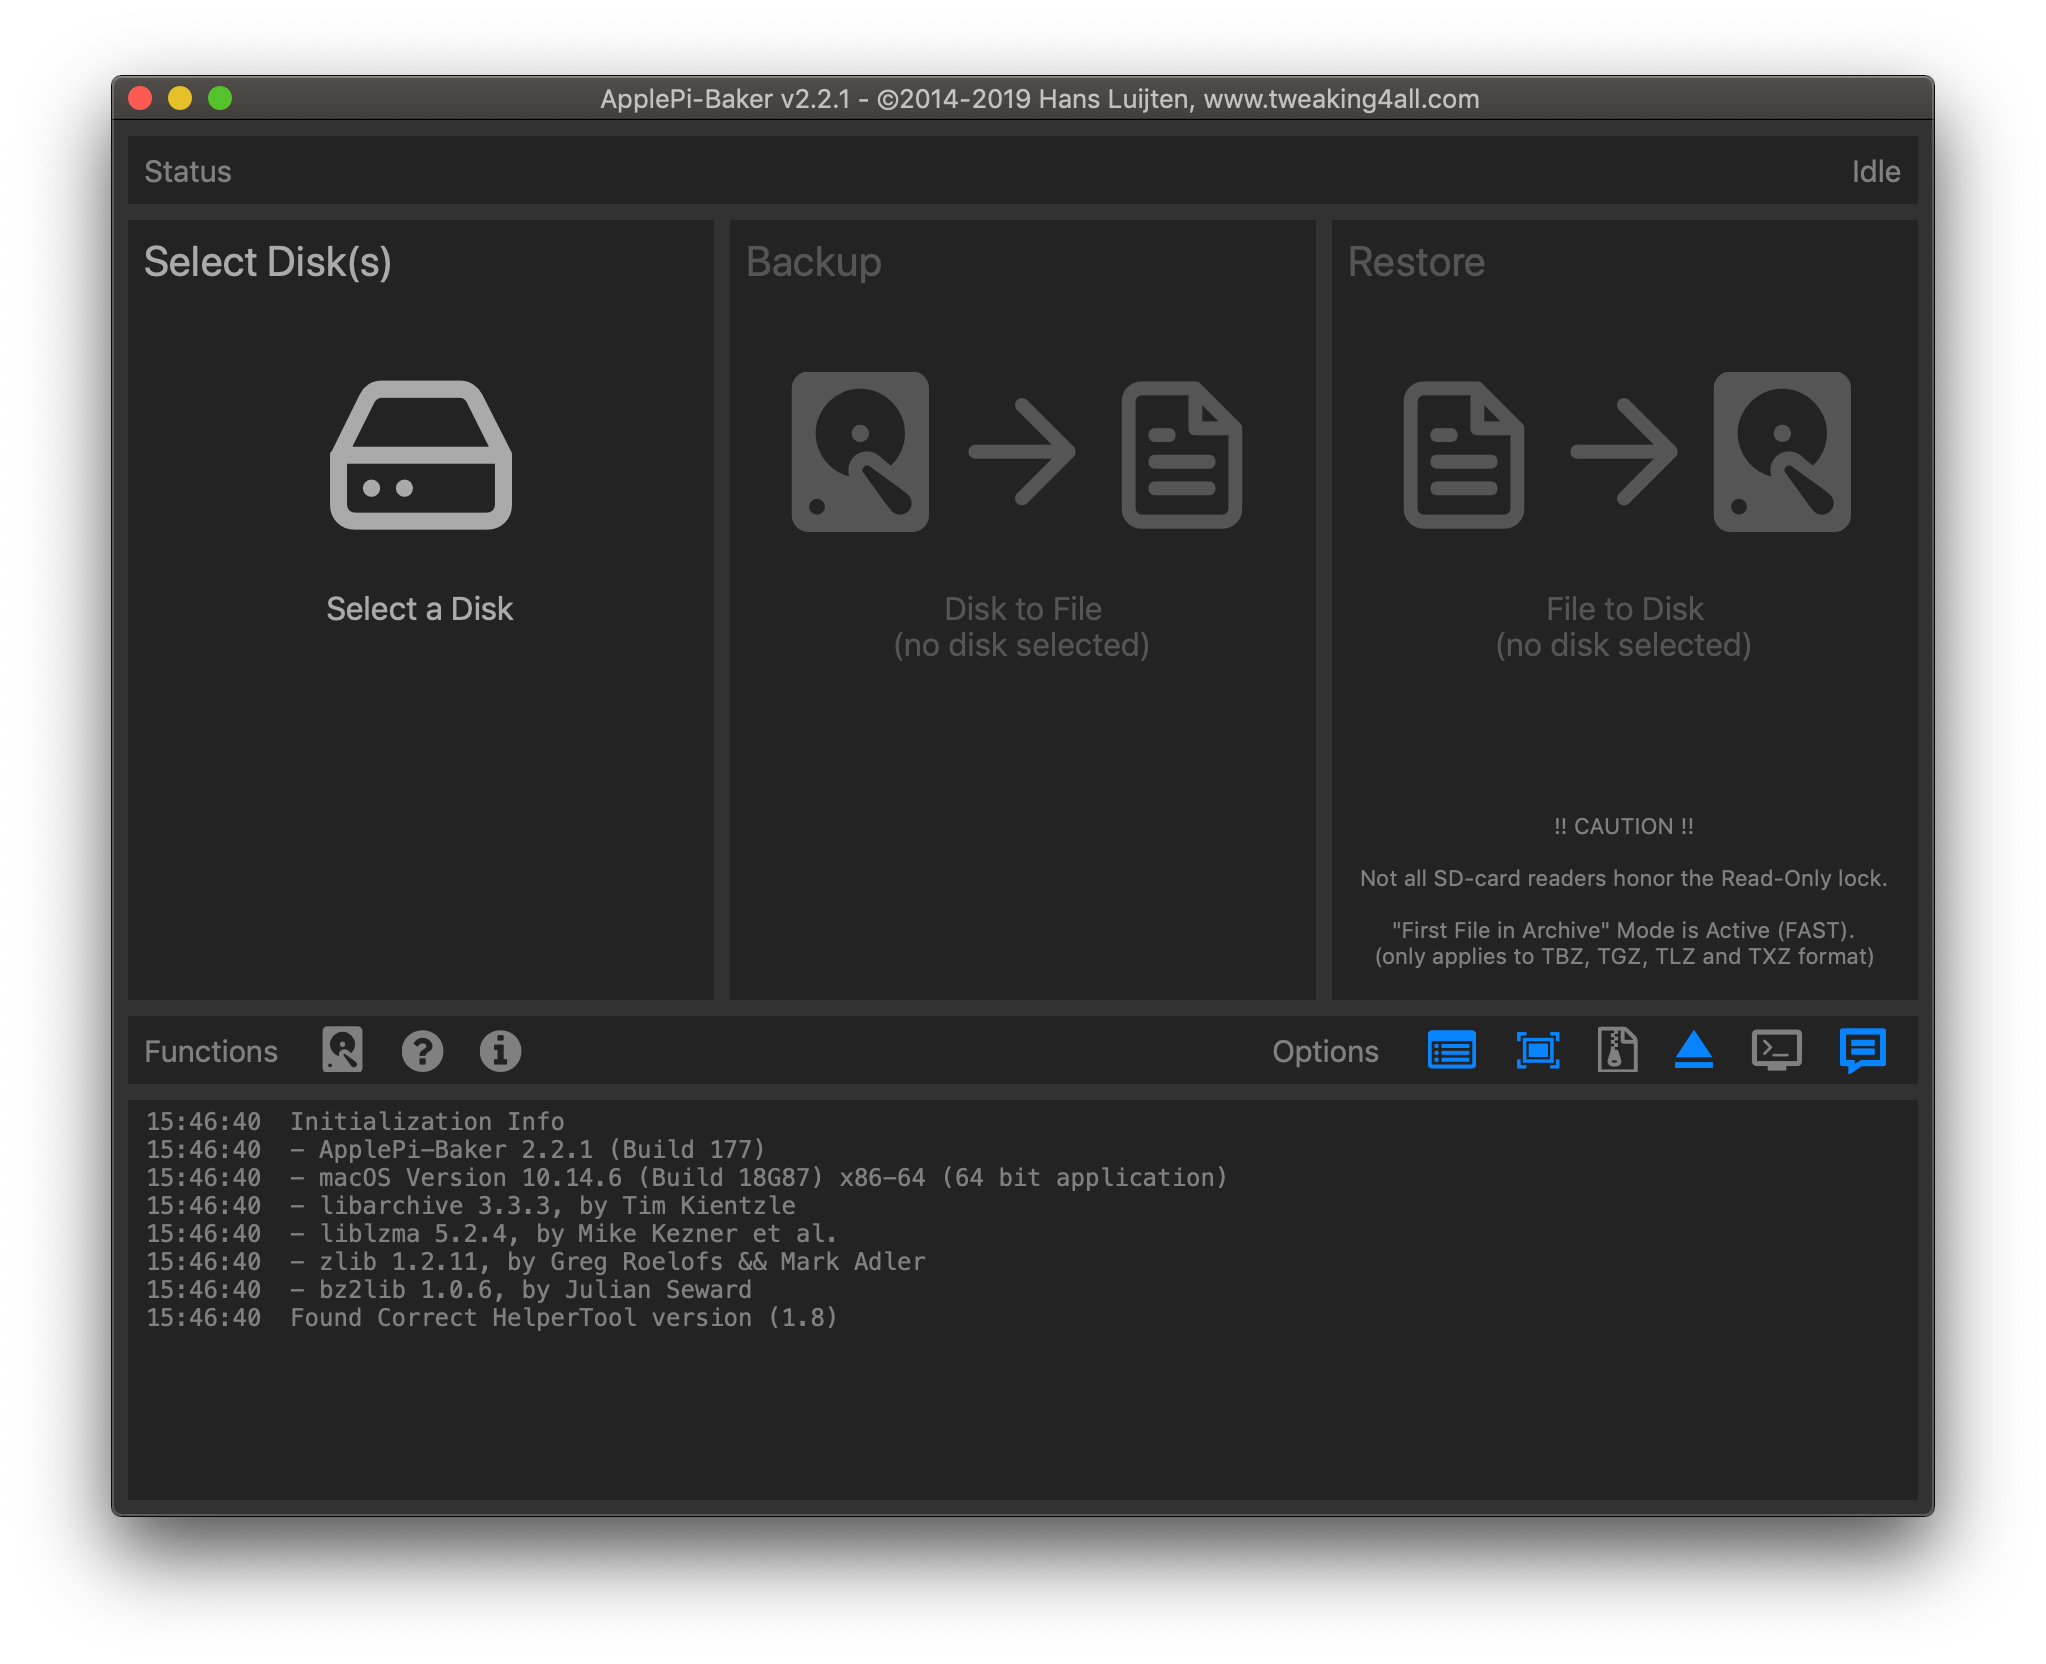 ApplePi-Baker v2.2.1 - ©2014-2019 Hans Luijten, www.tweaking4all.com
Status
Idle
Select Disk(s)
Select a Disk
Backup
Disk to File
(no disk selected)
Restore
File to Disk
(no disk selected)
!! CAUTION !!
Not all SD-card readers honor the Read-Only lock.
"First File in Archive" Mode is Active (FAST).
(only applies to TBZ, TGZ, TLZ and TXZ format)
Functions
Options
15:46:40 Initialization Info
15:46:40 - ApplePi-Baker 2.2.1 (Build 177)
15:46:40 - macOS Version 10.14.6 (Build 18G87) x86-64 (64 bit application)
15:46:40 - libarchive 3.3.3, by Tim Kientzle
15:46:40 - liblzma 5.2.4, by Mike Kezner et al.
15:46:40 - zlib 1.2.11, by Greg Roelofs && Mark Adler
15:46:40 - bz2lib 1.0.6, by Julian Seward
15:46:40 Found Correct HelperTool version (1.8)